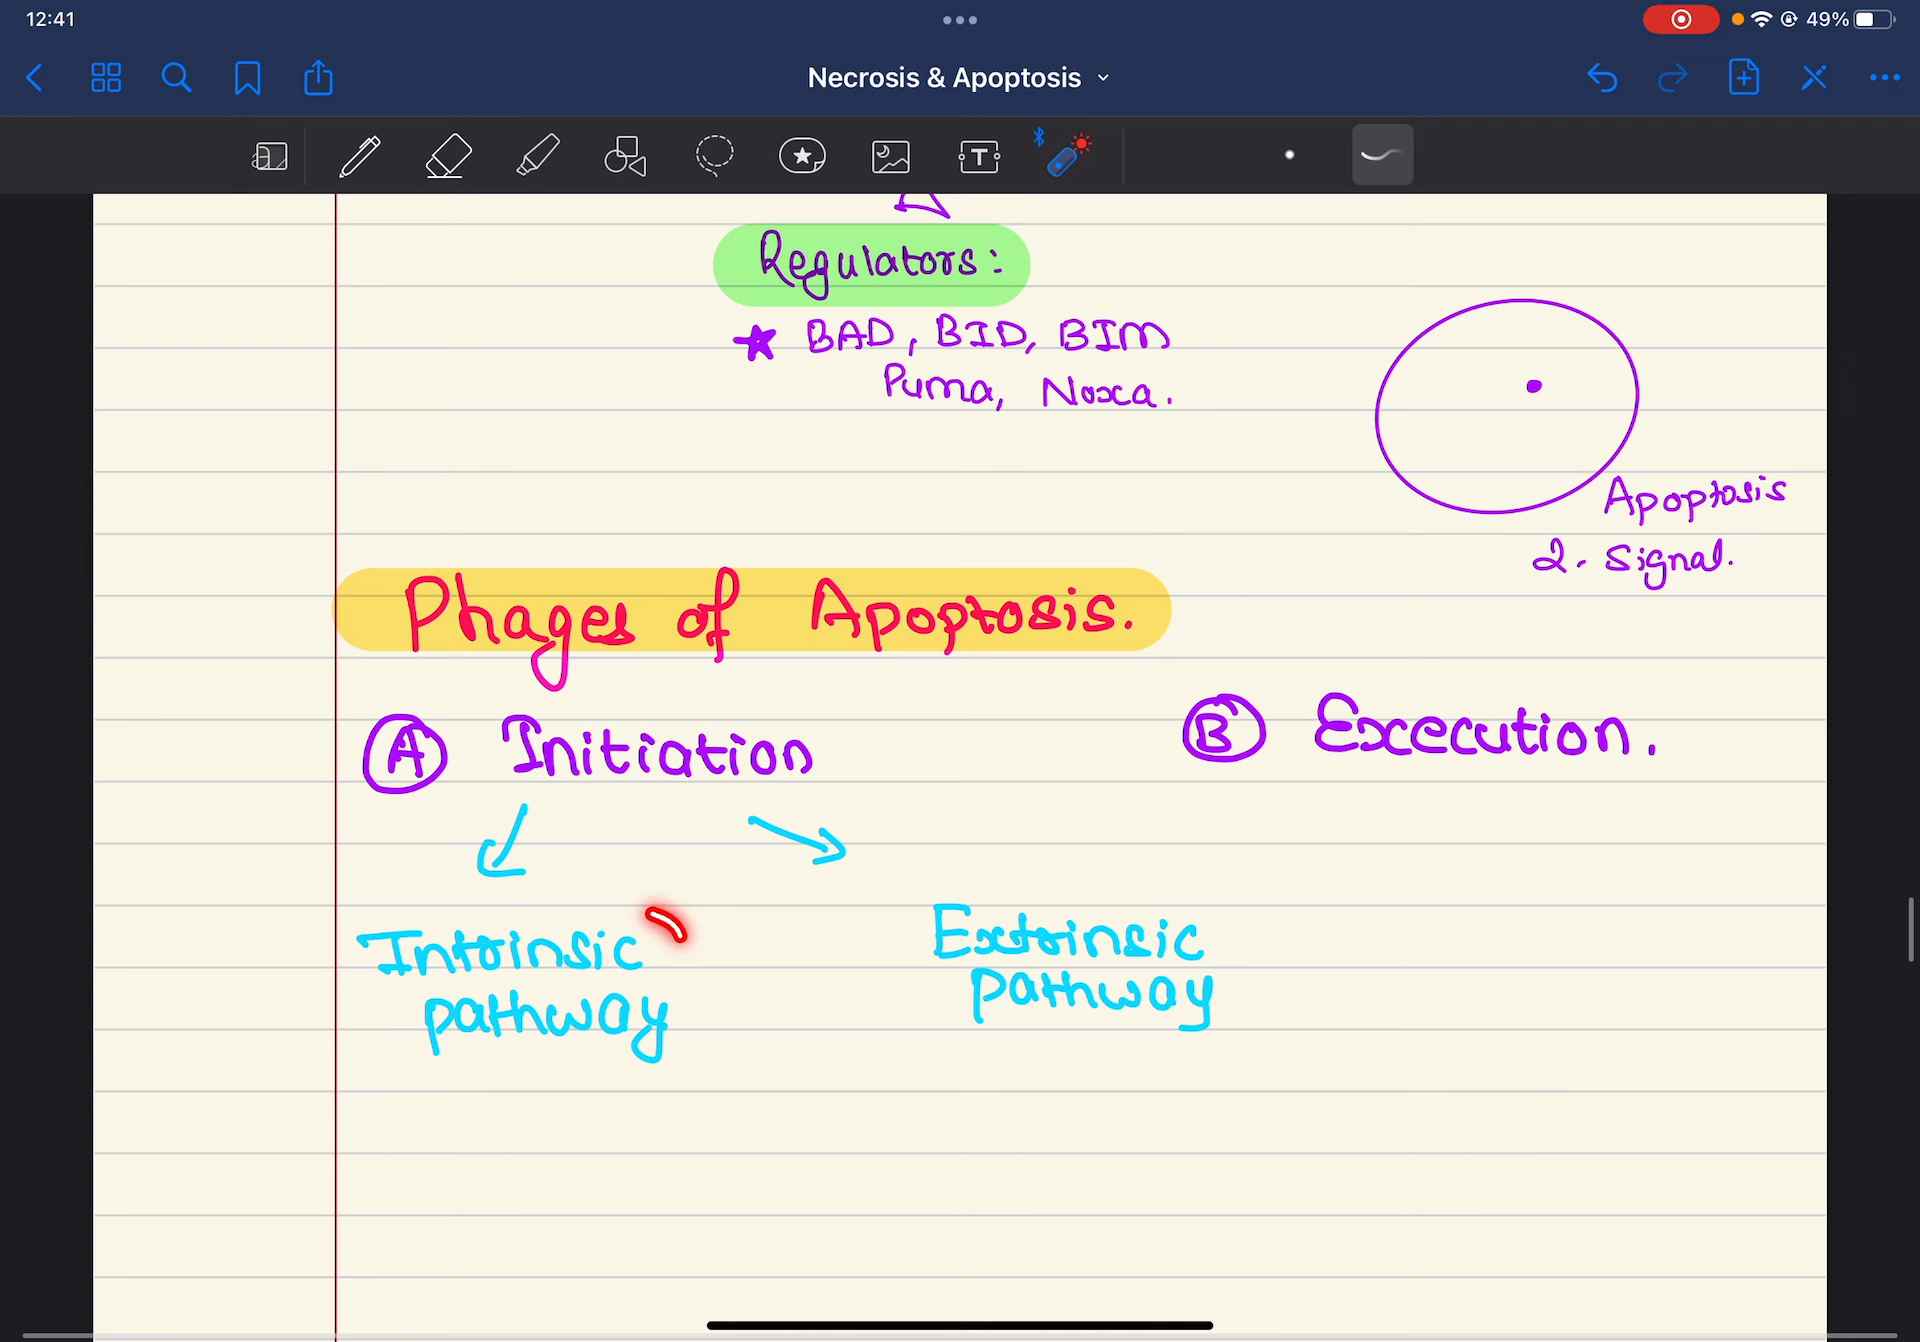 12:41
49%
Necrosis & Apoptosis
T
Regulators:
BAD, BID, BIM
Puma, Noxa.
Apoptosis
2. Signal.
Phages of Apoptosis.
A Initiation
B Execution.
Intrinsic
pathway
Extrinsic
pathway